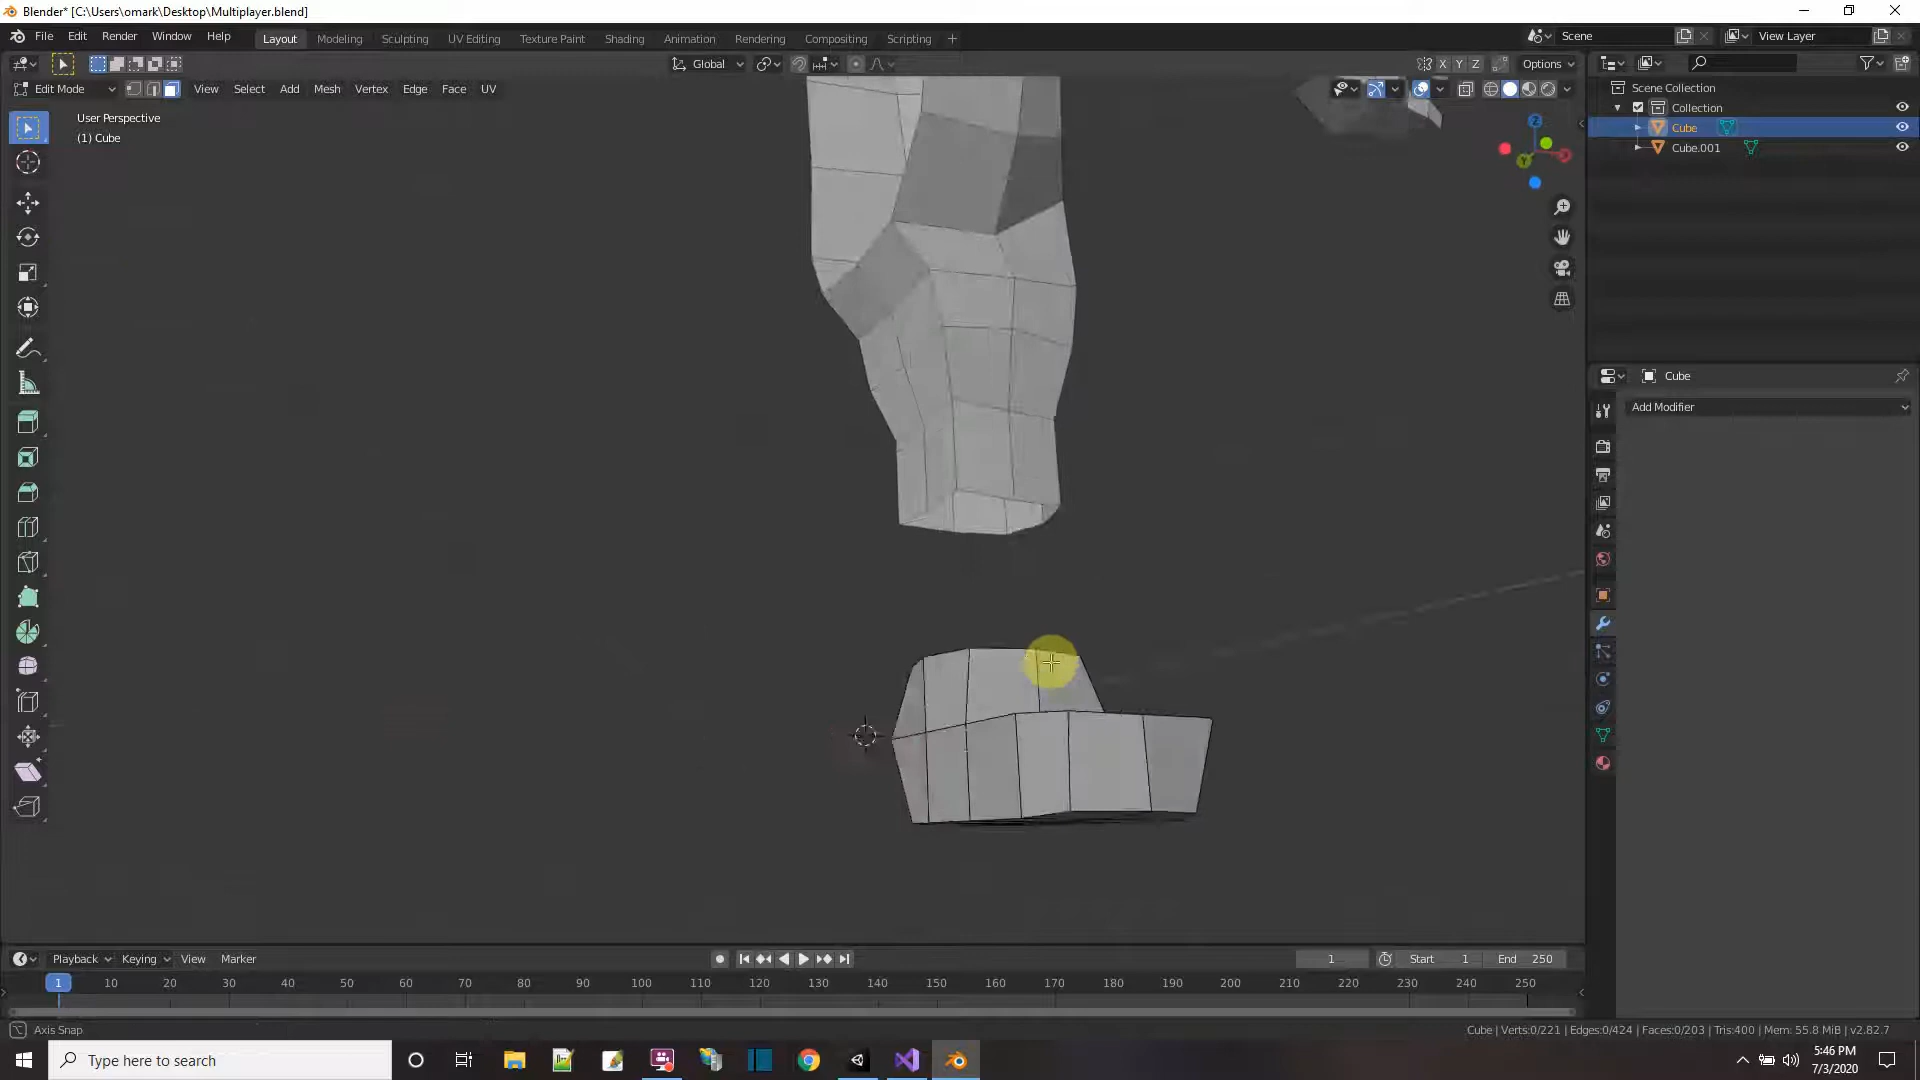 Blender* [C:\Users\omark\Desktop\Multiplayer.blend]
File Edit Render Window Help Layout Modeling Sculpting UV Editing Texture Paint Shading Animation Rendering Compositing Scripting + Scene View Layer
Global X Y Z Options
Edit Mode View Select Add Mesh Vertex Edge Face UV
User Perspective
(1) Cube
Scene Collection
Collection
Cube
Cube.001
Z
Y
Cube
Add Modifier
Playback Keying View Marker 1 Start 1 End 250
1 10 20 30 40 50 60 70 80 90 100 110 120 130 140 150 160 170 180 190 200 210 220 230 240 250
Axis Snap Cube | Verts:0/221 | Edges:0/424 | Faces:0/203 | Tris:400 | Mem: 55.8 MiB | v2.82.7
Type here to search
5:46 PM
7/3/2020